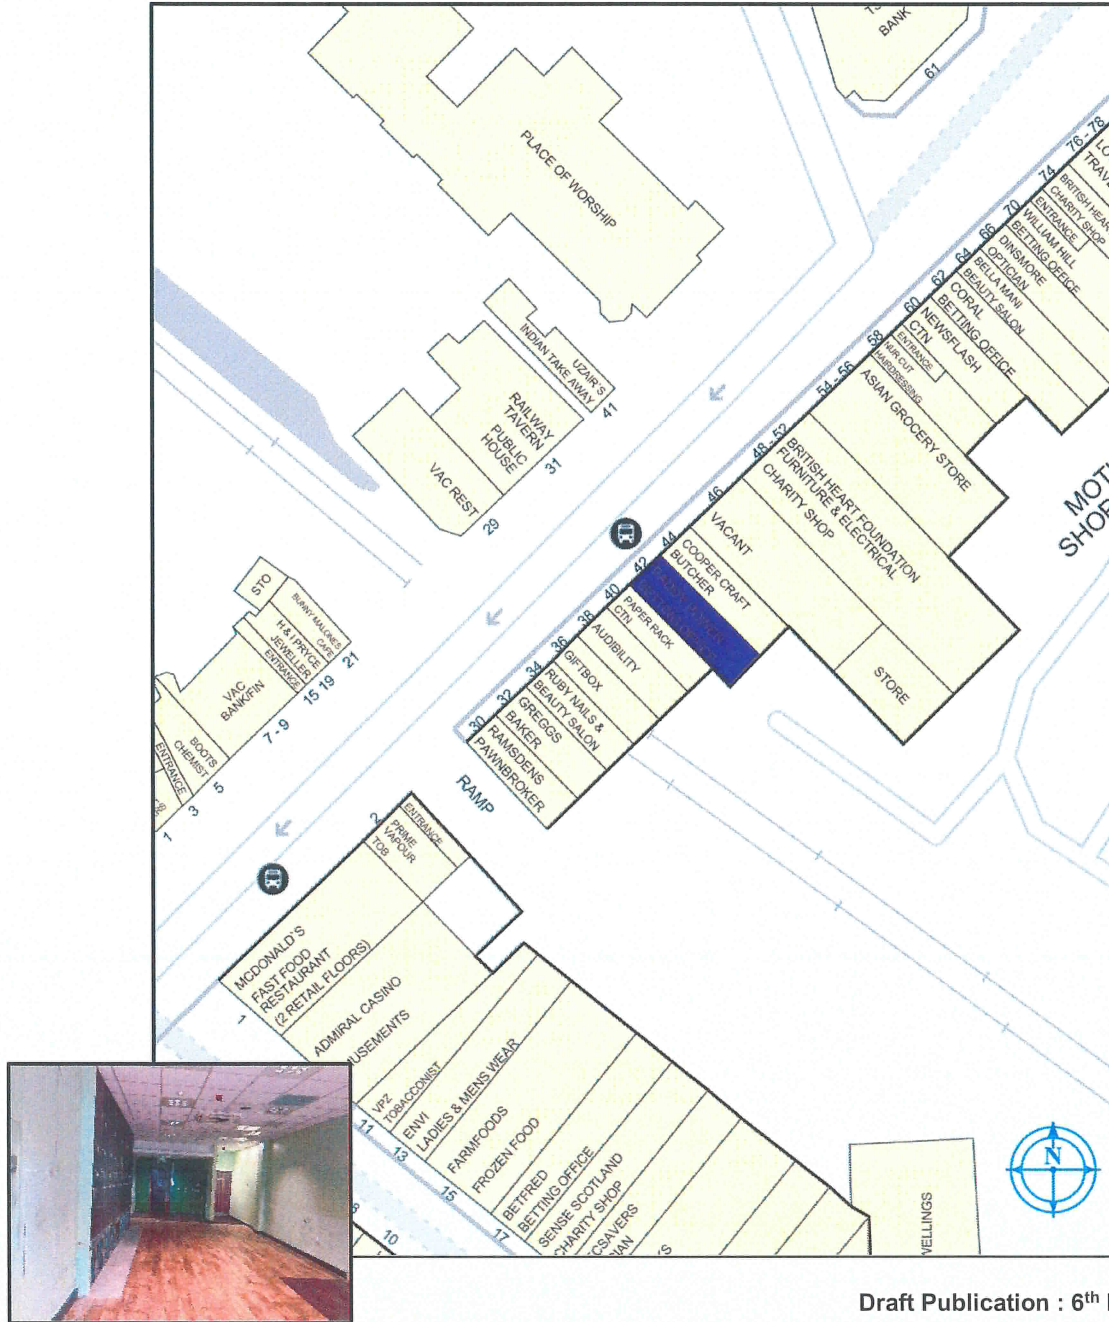 BANK
61
PLACE OF WORSHIP
76 - 78
74
BRITISH HEAR
CHARITY SHOP
ENTRANCE
70
WILLIAM HILL
BETTING OFFICE
66
DINSMORE
OPTICIAN
64
BELLA MANI
BEAUTY SALON
62
CORAL
BETTING OFFICE
60
CTN
NEWSFLASH
58
ENTRANCE
HAIR CUT
HAIRDRESSING
54-56
ASIAN GROCERY STORE
48 - 52
BRITISH HEART FOUNDATION
FURNITURE & ELECTRICAL
CHARITY SHOP
STORE
46
VACANT
44
COOPER CRAFT
BUTCHER
42
40
PAPER RACK
CTN
38
AUDIBILITY
36
GIFTBOX
34
RUBY NAILS &
BEAUTY SALON
32
GREGGS
BAKER
30
RAMSDENS
PAWNBROKER
RAMP
UZAIR'S
INDIAN TAKE AWAY
41
RAILWAY
TAVERN
PUBLIC
HOUSE
31
VAC REST
29
STO
BUNNY MALONES
CAFE
21
H & I PRYCE
JEWELLER
ENTRANCE
15 19
VAC
BANK/FIN
7 - 9
BOOTS
CHEMIST
5
ENTRANCE
3
1
2
ENTRANCE
PRIME
VAPOUR
TOB
MCDONALD'S
FAST FOOD
RESTAURANT
(2 RETAIL FLOORS)
1
ADMIRAL CASINO
USEMENTS
VPZ
TOBACCONIST
11
ENVI
LADIES & MENS WEAR
13
FARMFOODS
FROZEN FOOD
15
BETFRED
BETTING OFFICE
17
SENSE SCOTLAND
CHARITY SHOP
CSAVERS
IAN
10
MOT
SHO
VELLINGS
N
Draft Publication : 6th